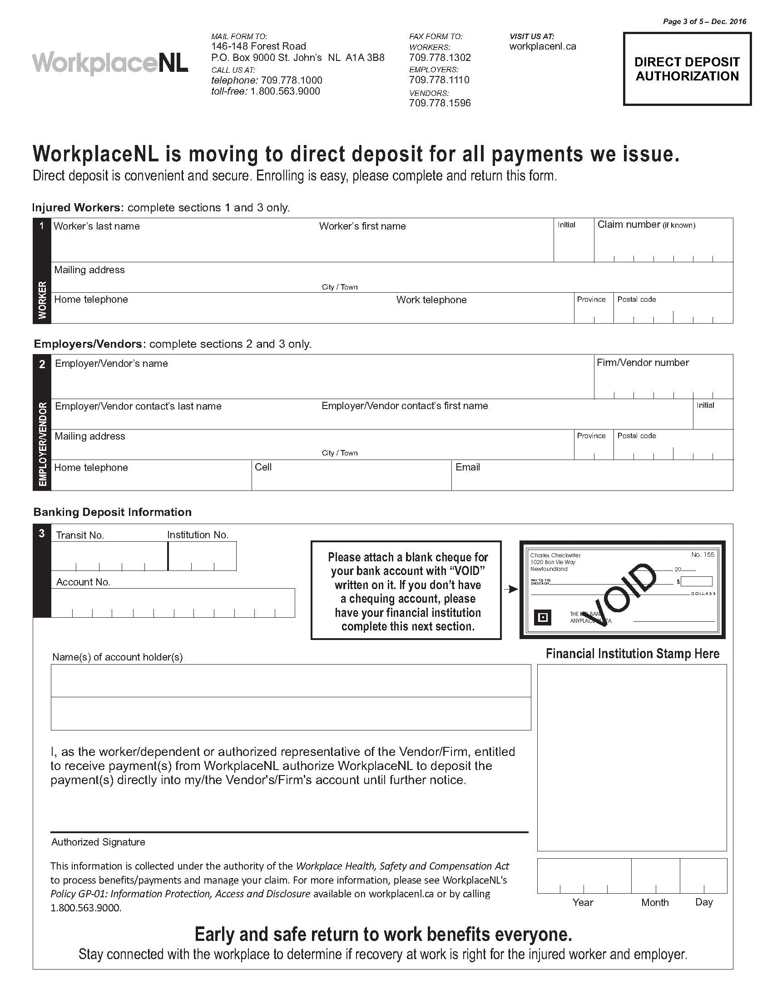 Page 3 of 5 – Dec. 2016
WorkplaceNL
MAIL FORM TO:
146-148 Forest Road
P.O. Box 9000 St. John’s NL A1A 3B8
CALL US AT:
telephone: 709.778.1000
toll-free: 1.800.563.9000
FAX FORM TO:
WORKERS:
709.778.1302
EMPLOYERS:
709.778.1110
VENDORS:
709.778.1596
VISIT US AT:
workplacenl.ca
DIRECT DEPOSIT
AUTHORIZATION
WorkplaceNL is moving to direct deposit for all payments we issue.
Direct deposit is convenient and secure. Enrolling is easy, please complete and return this form.
Injured Workers: complete sections 1 and 3 only.
1
WORKER
Worker’s last name
Worker’s first name
Initial
Claim number (if known)
Mailing address
City / Town
Home telephone
Work telephone
Province
Postal code
Employers/Vendors: complete sections 2 and 3 only.
2
EMPLOYER/VENDOR
Employer/Vendor’s name
Firm/Vendor number
Employer/Vendor contact’s last name
Employer/Vendor contact’s first name
Initial
Mailing address
City / Town
Province
Postal code
Home telephone
Cell
Email
Banking Deposit Information
3
Transit No.
Institution No.
Account No.
Please attach a blank cheque for
your bank account with “VOID”
written on it. If you don’t have
a chequing account, please
have your financial institution
complete this next section.
Charles Checkwriter
1020 Bon Vie Way
Newfoundland
No. 155
20
PAY TO THE
ORDER OF
$
DOLLARS
VOID
THE BIG BANK
ANYPLACE PLAZA
Name(s) of account holder(s)
Financial Institution Stamp Here
I, as the worker/dependent or authorized representative of the Vendor/Firm, entitled
to receive payment(s) from WorkplaceNL authorize WorkplaceNL to deposit the
payment(s) directly into my/the Vendor's/Firm's account until further notice.
Authorized Signature
This information is collected under the authority of the Workplace Health, Safety and Compensation Act
to process benefits/payments and manage your claim. For more information, please see WorkplaceNL's
Policy GP-01: Information Protection, Access and Disclosure available on workplacenl.ca or by calling
1.800.563.9000.
Year
Month
Day
Early and safe return to work benefits everyone.
Stay connected with the workplace to determine if recovery at work is right for the injured worker and employer.